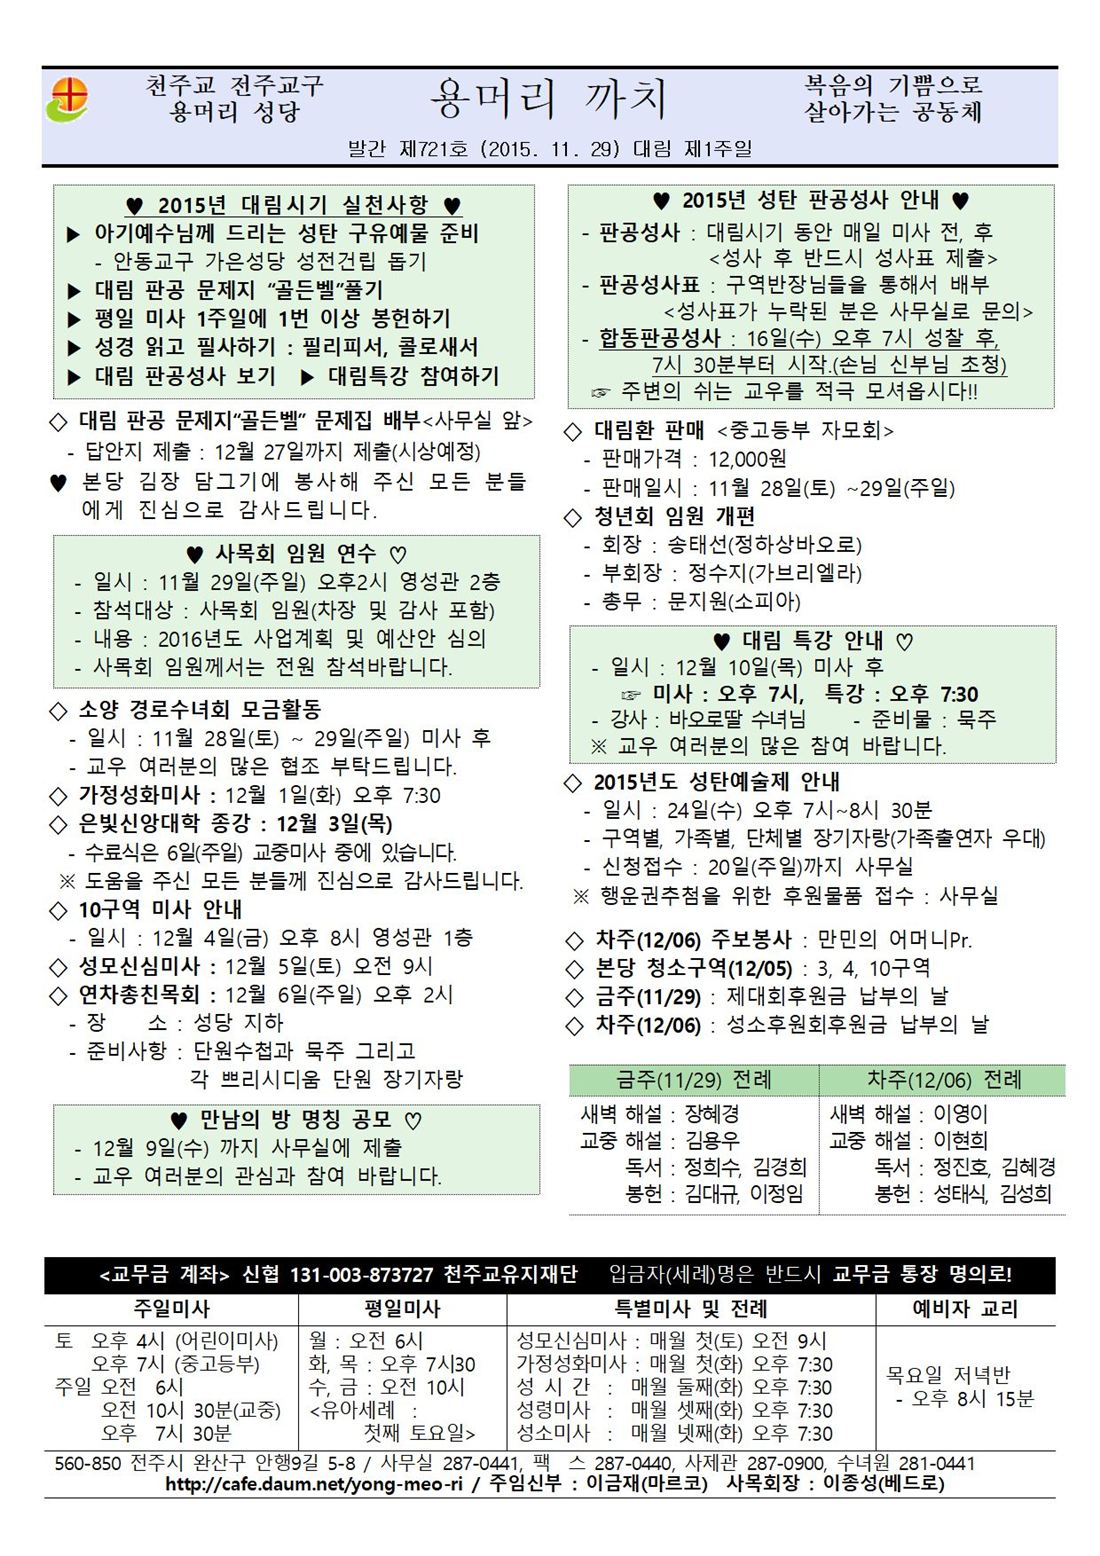 천주교 전주교구
용머리 성당
용머리 까치
복음의 기쁨으로
살아가는 공동체
발간 제721호 (2015. 11. 29) 대림 제1주일
♥ 2015년 대림시기 실천사항 ♥
▶ 아기예수님께 드리는 성탄 구유예물 준비
- 안동교구 가은성당 성전건립 돕기
▶ 대림 판공 문제지 “골든벨”풀기
▶ 평일 미사 1주일에 1번 이상 봉헌하기
▶ 성경 읽고 필사하기 : 필리피서, 콜로새서
▶ 대림 판공성사 보기 ▶ 대림특강 참여하기
◇ 대림 판공 문제지“골든벨” 문제집 배부<사무실 앞>
- 답안지 제출 : 12월 27일까지 제출(시상예정)
♥ 본당 김장 담그기에 봉사해 주신 모든 분들
에게 진심으로 감사드립니다.
♥ 사목회 임원 연수 ♡
- 일시 : 11월 29일(주일) 오후2시 영성관 2층
- 참석대상 : 사목회 임원(차장 및 감사 포함)
- 내용 : 2016년도 사업계획 및 예산안 심의
- 사목회 임원께서는 전원 참석바랍니다.
◇ 소양 경로수녀회 모금활동
- 일시 : 11월 28일(토) ~ 29일(주일) 미사 후
- 교우 여러분의 많은 협조 부탁드립니다.
◇ 가정성화미사 : 12월 1일(화) 오후 7:30
◇ 은빛신앙대학 종강 : 12월 3일(목)
- 수료식은 6일(주일) 교중미사 중에 있습니다.
※ 도움을 주신 모든 분들께 진심으로 감사드립니다.
◇ 10구역 미사 안내
- 일시 : 12월 4일(금) 오후 8시 영성관 1층
◇ 성모신심미사 : 12월 5일(토) 오전 9시
◇ 연차총친목회 : 12월 6일(주일) 오후 2시
- 장 소 : 성당 지하
- 준비사항 : 단원수첩과 묵주 그리고
각 쁘리시디움 단원 장기자랑
♥ 만남의 방 명칭 공모 ♡
- 12월 9일(수) 까지 사무실에 제출
- 교우 여러분의 관심과 참여 바랍니다.
♥ 2015년 성탄 판공성사 안내 ♥
- 판공성사 : 대림시기 동안 매일 미사 전, 후
<성사 후 반드시 성사표 제출>
- 판공성사표 : 구역반장님들을 통해서 배부
<성사표가 누락된 분은 사무실로 문의>
- 합동판공성사 : 16일(수) 오후 7시 성찰 후,
7시 30분부터 시작.(손님 신부님 초청)
☞ 주변의 쉬는 교우를 적극 모셔옵시다!!
◇ 대림환 판매 <중고등부 자모회>
- 판매가격 : 12,000원
- 판매일시 : 11월 28일(토) ~29일(주일)
◇ 청년회 임원 개편
- 회장 : 송태선(정하상바오로)
- 부회장 : 정수지(가브리엘라)
- 총무 : 문지원(소피아)
♥ 대림 특강 안내 ♡
- 일시 : 12월 10일(목) 미사 후
☞ 미사 : 오후 7시, 특강 : 오후 7:30
- 강사 : 바오로딸 수녀님 - 준비물 : 묵주
※ 교우 여러분의 많은 참여 바랍니다.
◇ 2015년도 성탄예술제 안내
- 일시 : 24일(수) 오후 7시~8시 30분
- 구역별, 가족별, 단체별 장기자랑(가족출연자 우대)
- 신청접수 : 20일(주일)까지 사무실
※ 행운권추첨을 위한 후원물품 접수 : 사무실
◇ 차주(12/06) 주보봉사 : 만민의 어머니Pr.
◇ 본당 청소구역(12/05) : 3, 4, 10구역
◇ 금주(11/29) : 제대회후원금 납부의 날
◇ 차주(12/06) : 성소후원회후원금 납부의 날
금주(11/29) 전례 차주(12/06) 전례
새벽 해설 : 장혜경 새벽 해설 : 이영이
교중 해설 : 김용우 교중 해설 : 이현희
독서 : 정희수, 김경희 독서 : 정진호, 김혜경
봉헌 : 김대규, 이정임 봉헌 : 성태식, 김성희
<교무금 계좌> 신협 131-003-873727 천주교유지재단 입금자(세례)명은 반드시 교무금 통장 명의로!
주일미사 평일미사 특별미사 및 전례 예비자 교리
토 오후 4시 (어린이미사)
오후 7시 (중고등부)
주일 오전 6시
오전 10시 30분(교중)
오후 7시 30분
월 : 오전 6시
화, 목 : 오후 7시30
수, 금 : 오전 10시
<유아세례 :
첫째 토요일>
성모신심미사 : 매월 첫(토) 오전 9시
가정성화미사 : 매월 첫(화) 오후 7:30
성 시 간 : 매월 둘째(화) 오후 7:30
성령미사 : 매월 셋째(화) 오후 7:30
성소미사 : 매월 넷째(화) 오후 7:30
목요일 저녁반
- 오후 8시 15분
560-850 전주시 완산구 안행9길 5-8 / 사무실 287-0441, 팩 스 287-0440, 사제관 287-0900, 수녀원 281-0441
http://cafe.daum.net/yong-meo-ri / 주임신부 : 이금재(마르코) 사목회장 : 이종성(베드로)